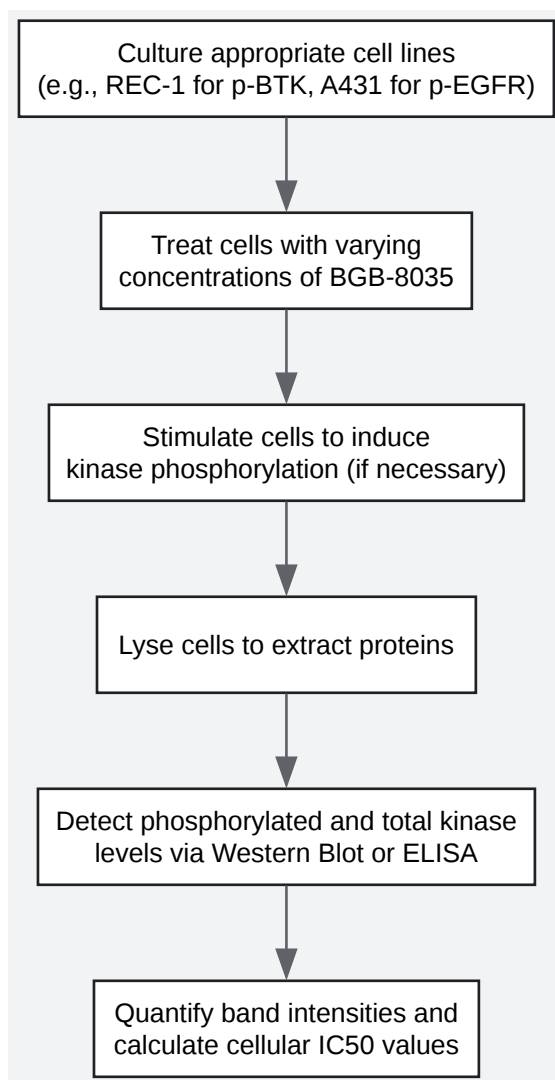 Culture appropriate cell lines
(e.g., REC-1 for p-BTK, A431 for p-EGFR)
Treat cells with varying
concentrations of BGB-8035
Stimulate cells to induce
kinase phosphorylation (if necessary)
Lyse cells to extract proteins
Detect phosphorylated and total kinase
levels via Western Blot or ELISA
Quantify band intensities and
calculate cellular IC50 values